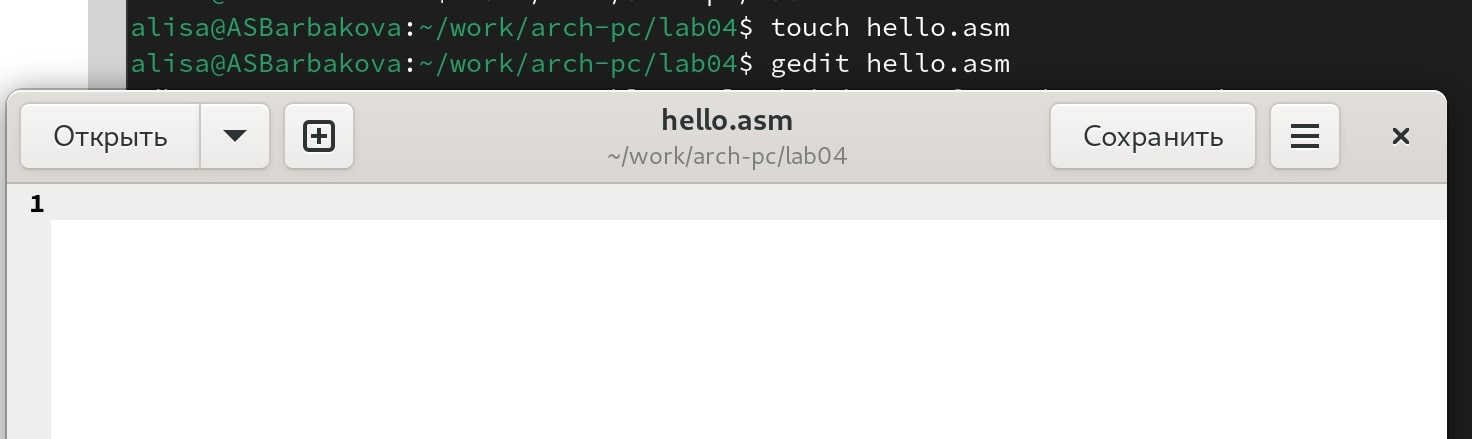 alisa@ASBarbakova:~/work/arch-pc/lab04$ touch hello.asm
alisa@ASBarbakova:~/work/arch-pc/lab04$ gedit hello.asm
Открыть
hello.asm
~/work/arch-pc/lab04
Сохранить
1